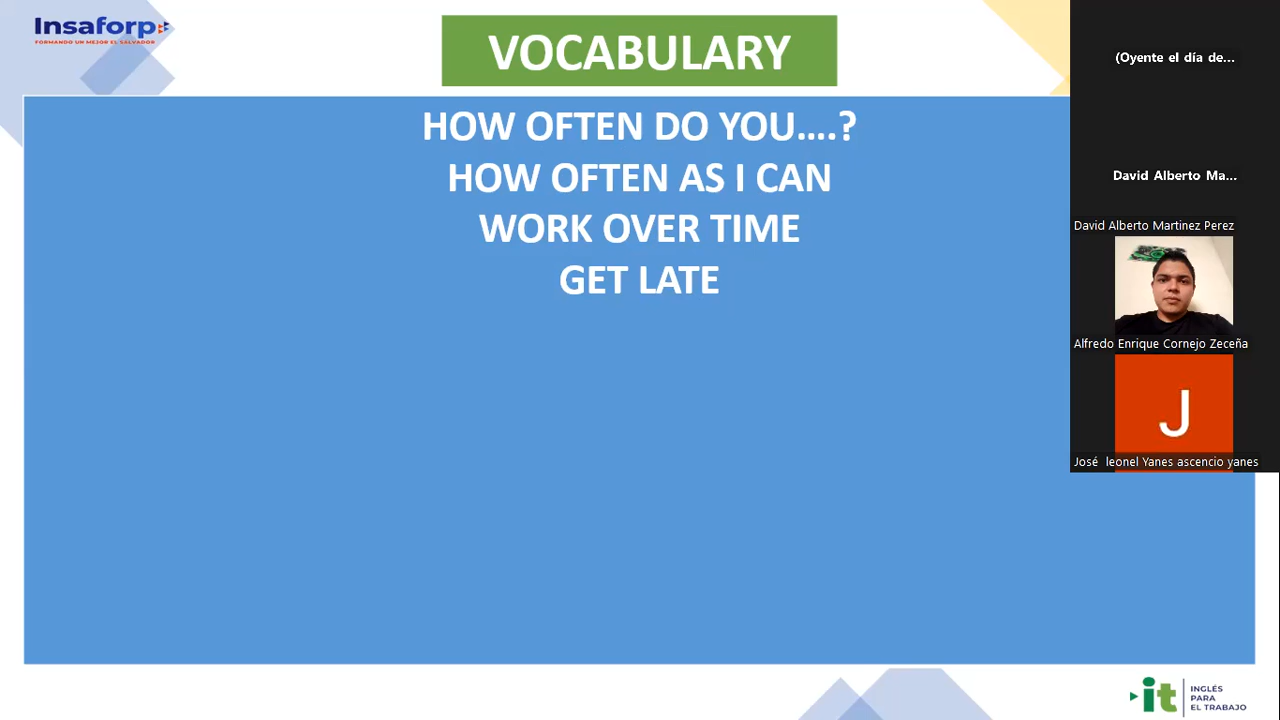 Insaforp
FORMANDO UN MEJOR EL SALVADOR
VOCABULARY
HOW OFTEN DO YOU....?
HOW OFTEN AS I CAN
WORK OVER TIME
GET LATE
(Oyente el día de...
David Alberto Ma...
David Alberto Martinez Perez
Alfredo Enrique Cornejo Zeceña
J
José leonel Yanes ascencio yanes
it
INGLÉS
PARA
EL TRABAJO